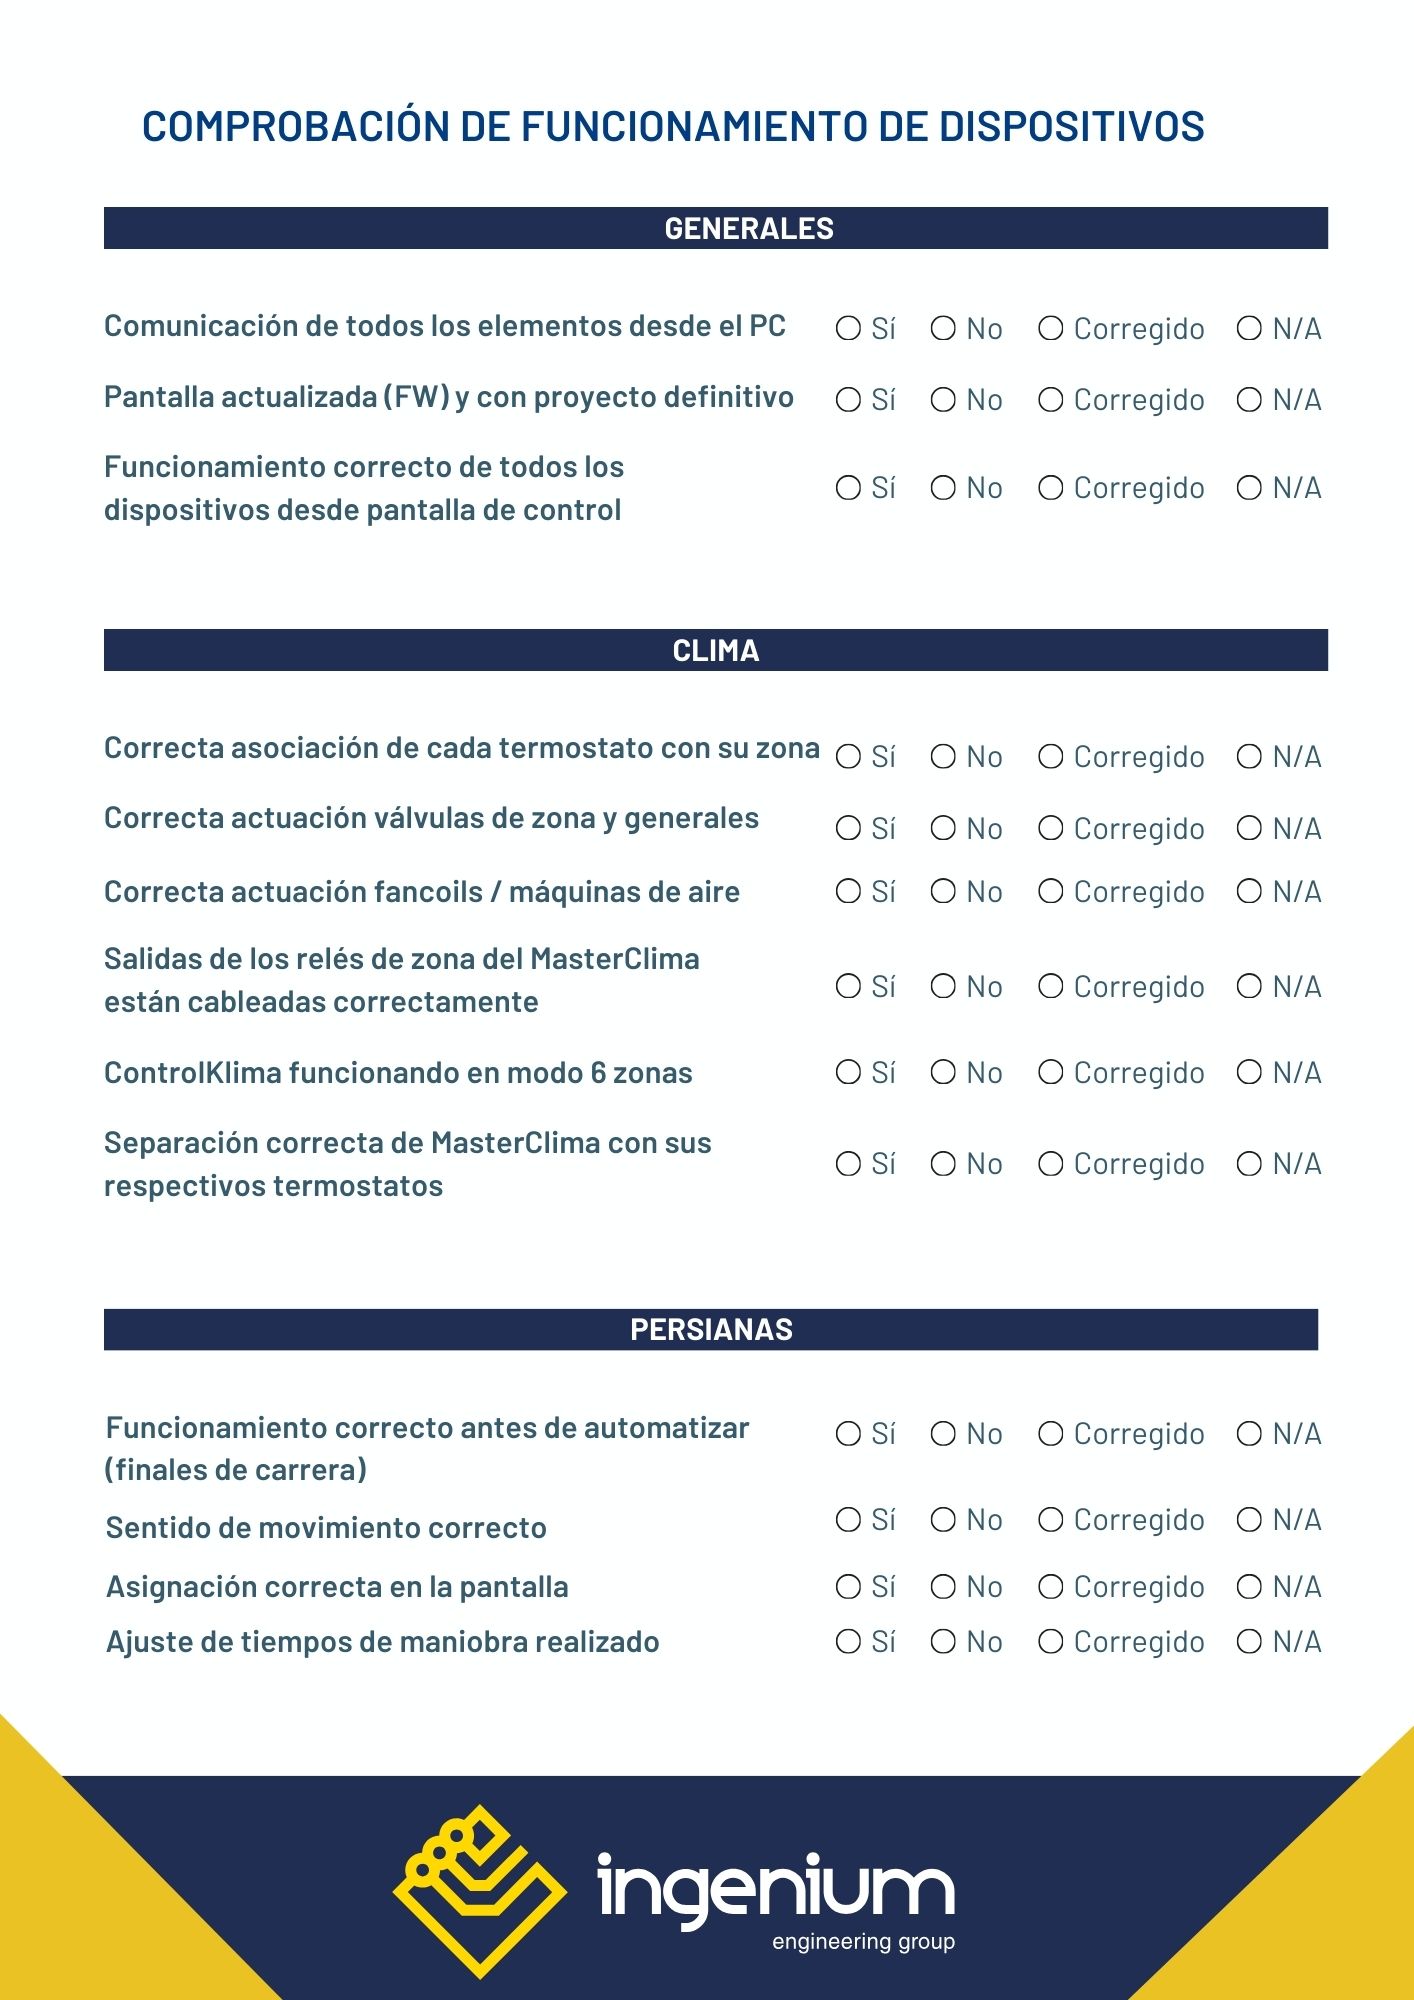 COMPROBACIÓN DE FUNCIONAMIENTO DE DISPOSITIVOS
GENERALES
Comunicación de todos los elementos desde el PC Sí No Corregido N/A
Pantalla actualizada (FW) y con proyecto definitivo Sí No Corregido N/A
Funcionamiento correcto de todos los
dispositivos desde pantalla de control Sí No Corregido N/A
CLIMA
Correcta asociación de cada termostato con su zona Sí No Corregido N/A
Correcta actuación válvulas de zona y generales Sí No Corregido N/A
Correcta actuación fancoils / máquinas de aire Sí No Corregido N/A
Salidas de los relés de zona del MasterClima
están cableadas correctamente Sí No Corregido N/A
ControlKlima funcionando en modo 6 zonas Sí No Corregido N/A
Separación correcta de MasterClima con sus
respectivos termostatos Sí No Corregido N/A
PERSIANAS
Funcionamiento correcto antes de automatizar Sí No Corregido N/A
(finales de carrera)
Sentido de movimiento correcto Sí No Corregido N/A
Asignación correcta en la pantalla Sí No Corregido N/A
Ajuste de tiempos de maniobra realizado Sí No Corregido N/A
ingenium
engineering group